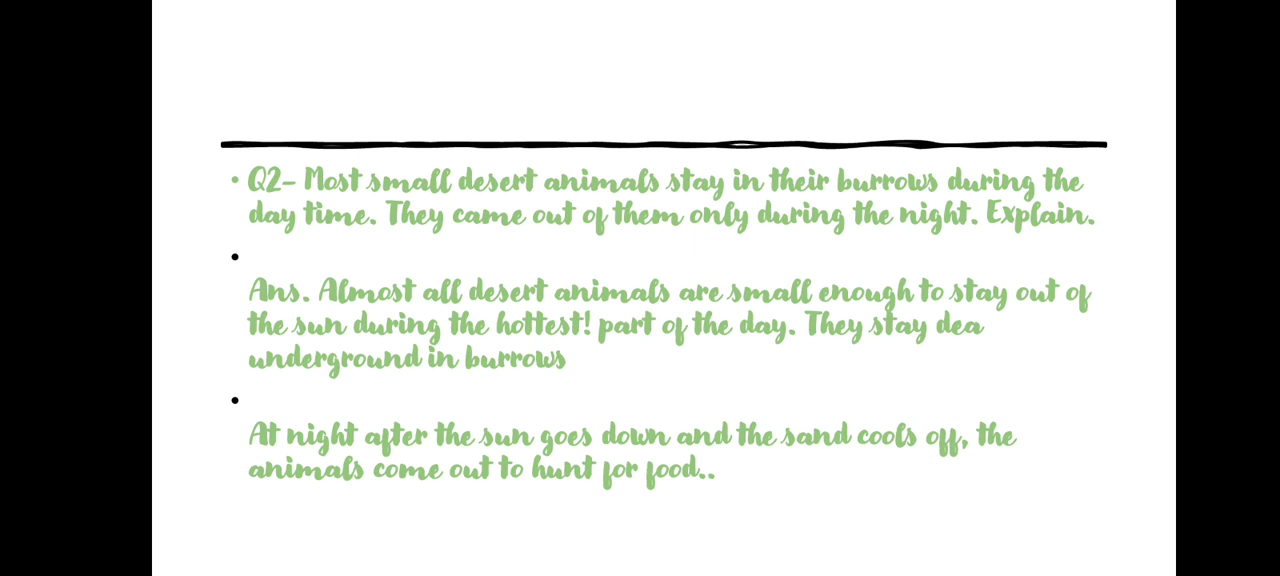 • Q2- Most small desert animals stay in their burrows during the
day time. They came out of them only during the night. Explain.
•
Ans. Almost all desert animals are small enough to stay out of
the sun during the hottest! part of the day. They stay dea
underground in burrows
•
At night after the sun goes down and the sand cools off, the
animals come out to hunt for food..